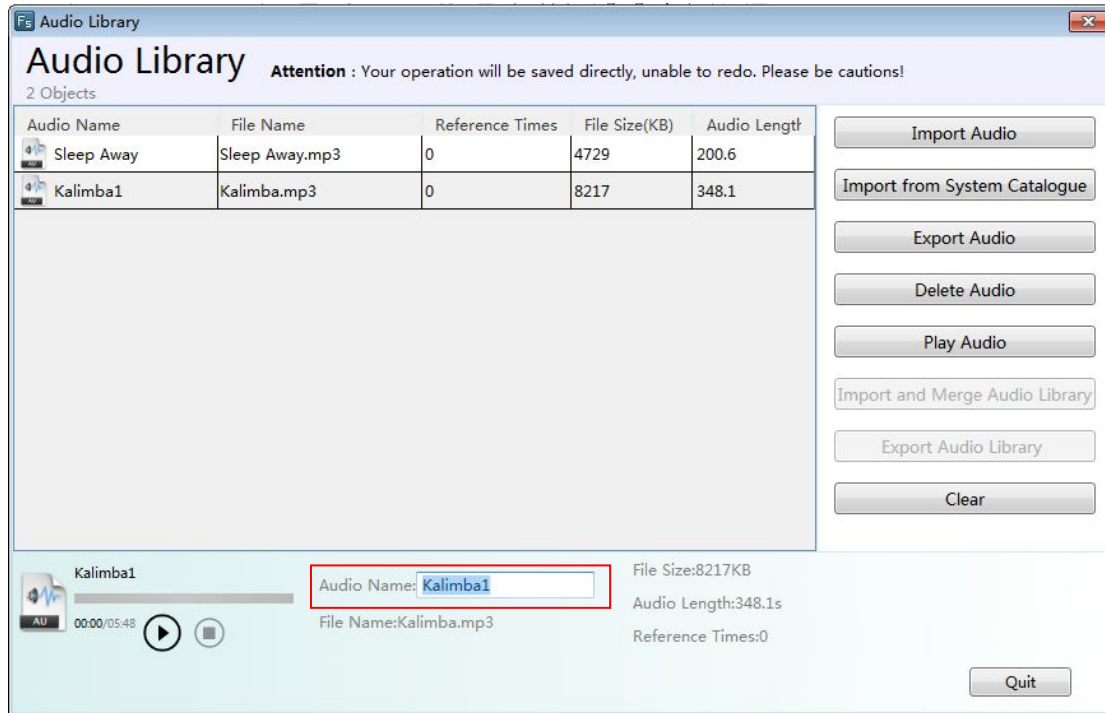 Fs Audio Library
Audio Library Attention : Your operation will be saved directly, unable to redo. Please be cautions!
2 Objects
Audio Name File Name Reference Times File Size(KB) Audio Length
Sleep Away Sleep Away.mp3 0 4729 200.6
Kalimba1 Kalimba.mp3 0 8217 348.1
Import Audio
Import from System Catalogue
Export Audio
Delete Audio
Play Audio
Import and Merge Audio Library
Export Audio Library
Clear
Kalimba1
AU 00:00/05:48
Audio Name: Kalimba1
File Name:Kalimba.mp3
File Size:8217KB
Audio Length:348.1s
Reference Times:0
Quit